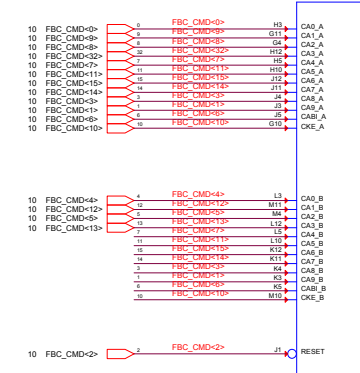 10 FBC_CMD<0> 0 FBC_CMD<0> H3 CA0_A
10 FBC_CMD<9> 9 FBC_CMD<9> G11 CA1_A
10 FBC_CMD<8> 8 FBC_CMD<8> G4 CA2_A
10 FBC_CMD<32> 32 FBC_CMD<32> H12 CA3_A
10 FBC_CMD<7> 7 FBC_CMD<7> H5 CA4_A
10 FBC_CMD<11> 11 FBC_CMD<11> H10 CA5_A
10 FBC_CMD<15> 15 FBC_CMD<15> J12 CA6_A
10 FBC_CMD<14> 14 FBC_CMD<14> J11 CA7_A
10 FBC_CMD<3> 3 FBC_CMD<3> J4 CA8_A
10 FBC_CMD<1> 1 FBC_CMD<1> J3 CA9_A
10 FBC_CMD<6> 6 FBC_CMD<6> J5 CABI_A
10 FBC_CMD<10> 10 FBC_CMD<10> G10 CKE_A
10 FBC_CMD<4> 4 FBC_CMD<4> L3 CA0_B
10 FBC_CMD<12> 12 FBC_CMD<12> M11 CA1_B
10 FBC_CMD<5> 5 FBC_CMD<5> M4 CA2_B
10 FBC_CMD<13> 13 FBC_CMD<13> L12 CA3_B
7 FBC_CMD<7> L5 CA4_B
11 FBC_CMD<11> L10 CA5_B
15 FBC_CMD<15> K12 CA6_B
14 FBC_CMD<14> K11 CA7_B
3 FBC_CMD<3> K4 CA8_B
1 FBC_CMD<1> K3 CA9_B
6 FBC_CMD<6> K5 CABI_B
10 FBC_CMD<10> M10 CKE_B
10 FBC_CMD<2> 2 FBC_CMD<2> J1 RESET